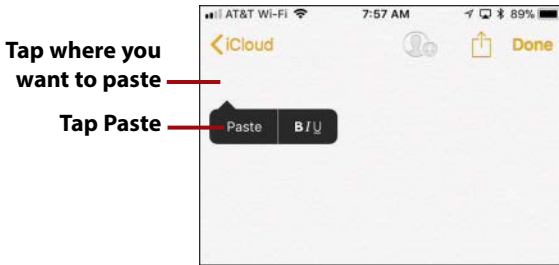 AT&T Wi-Fi 7:57 AM 89%
iCloud Done
Tap where you
want to paste
Tap Paste
Paste BIU